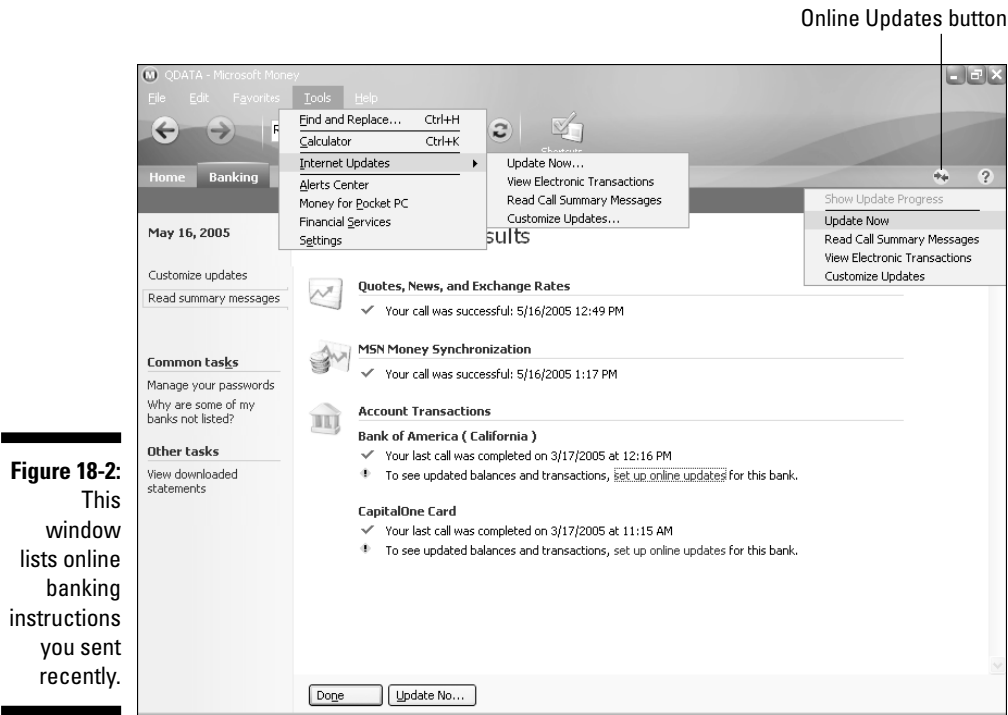 Online Updates button
QDATA - Microsoft Money
File Edit Favorites Tools Help
Find and Replace... Ctrl+H
Calculator Ctrl+K
Internet Updates
Alerts Center
Money for Pocket PC
Financial Services
Settings
Update Now...
View Electronic Transactions
Read Call Summary Messages
Customize Updates...
Home Banking
Show Update Progress
Update Now
Read Call Summary Messages
View Electronic Transactions
Customize Updates
May 16, 2005
Customize updates
Read summary messages
Common tasks
Manage your passwords
Why are some of my
banks not listed?
Other tasks
View downloaded
statements
Quotes, News, and Exchange Rates
Your call was successful: 5/16/2005 12:49 PM
MSN Money Synchronization
Your call was successful: 5/16/2005 1:17 PM
Account Transactions
Bank of America ( California )
Your last call was completed on 3/17/2005 at 12:16 PM
To see updated balances and transactions, set up online updates for this bank.
CapitalOne Card
Your last call was completed on 3/17/2005 at 11:15 AM
To see updated balances and transactions, set up online updates for this bank.
Done Update No...
Figure 18-2:
This
window
lists online
banking
instructions
you sent
recently.